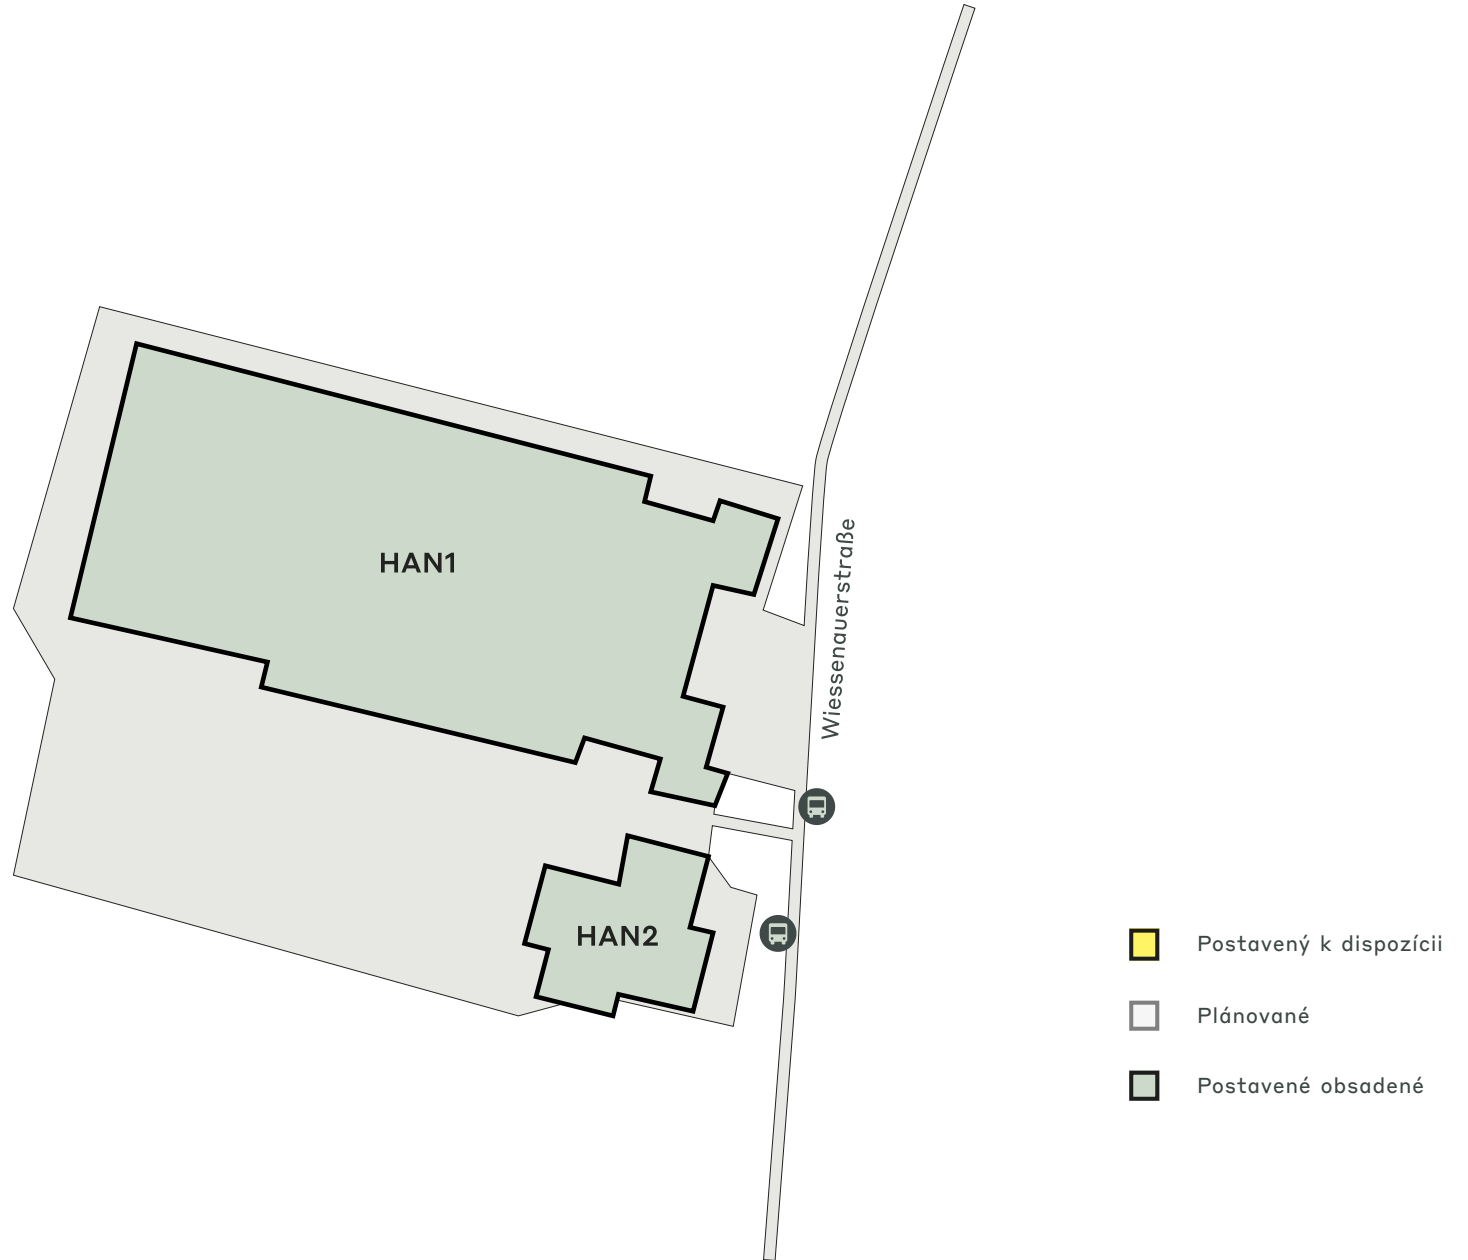 HAN1
Wiessenauerstraße
HAN2
Postavený k dispozícii
Plánované
Postavené obsadené